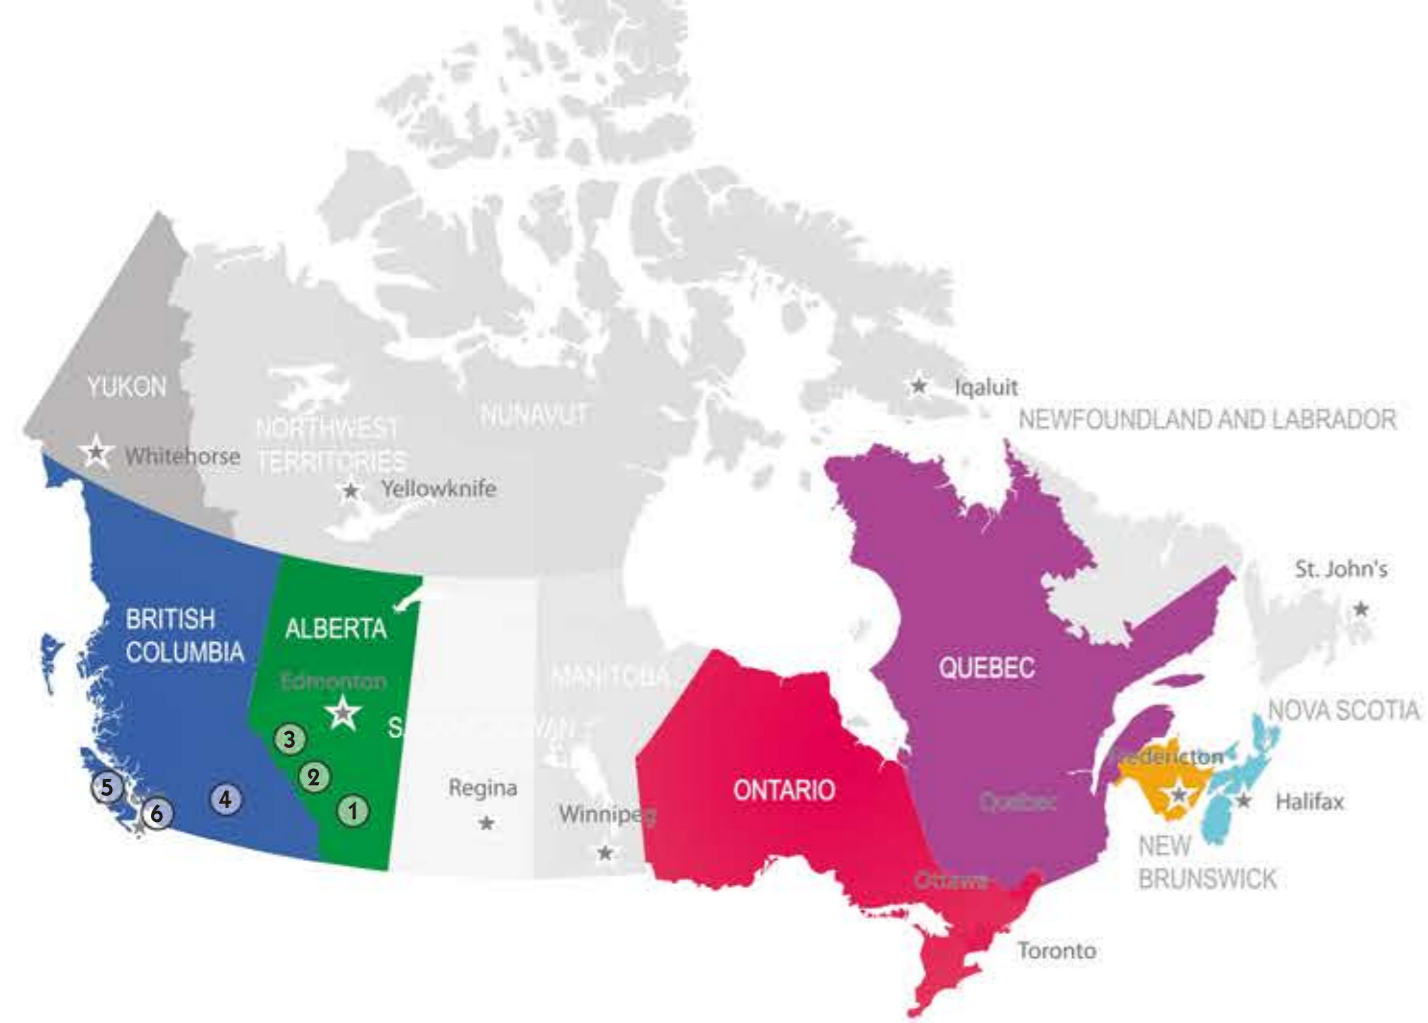 YUKON
Whitehorse
NORTHWEST
TERRITORIES
Yellowknife
NUNAVUT
Iqaluit
NEWFOUNDLAND AND LABRADOR
St. John's
BRITISH
COLUMBIA
ALBERTA
Edmonton
3
2
1
4
5
6
Regina
MANITOBA
Winnipeg
ONTARIO
QUEBEC
Quebec
Ottawa
Toronto
Fredericton
NEW
BRUNSWICK
NOVA SCOTIA
Halifax